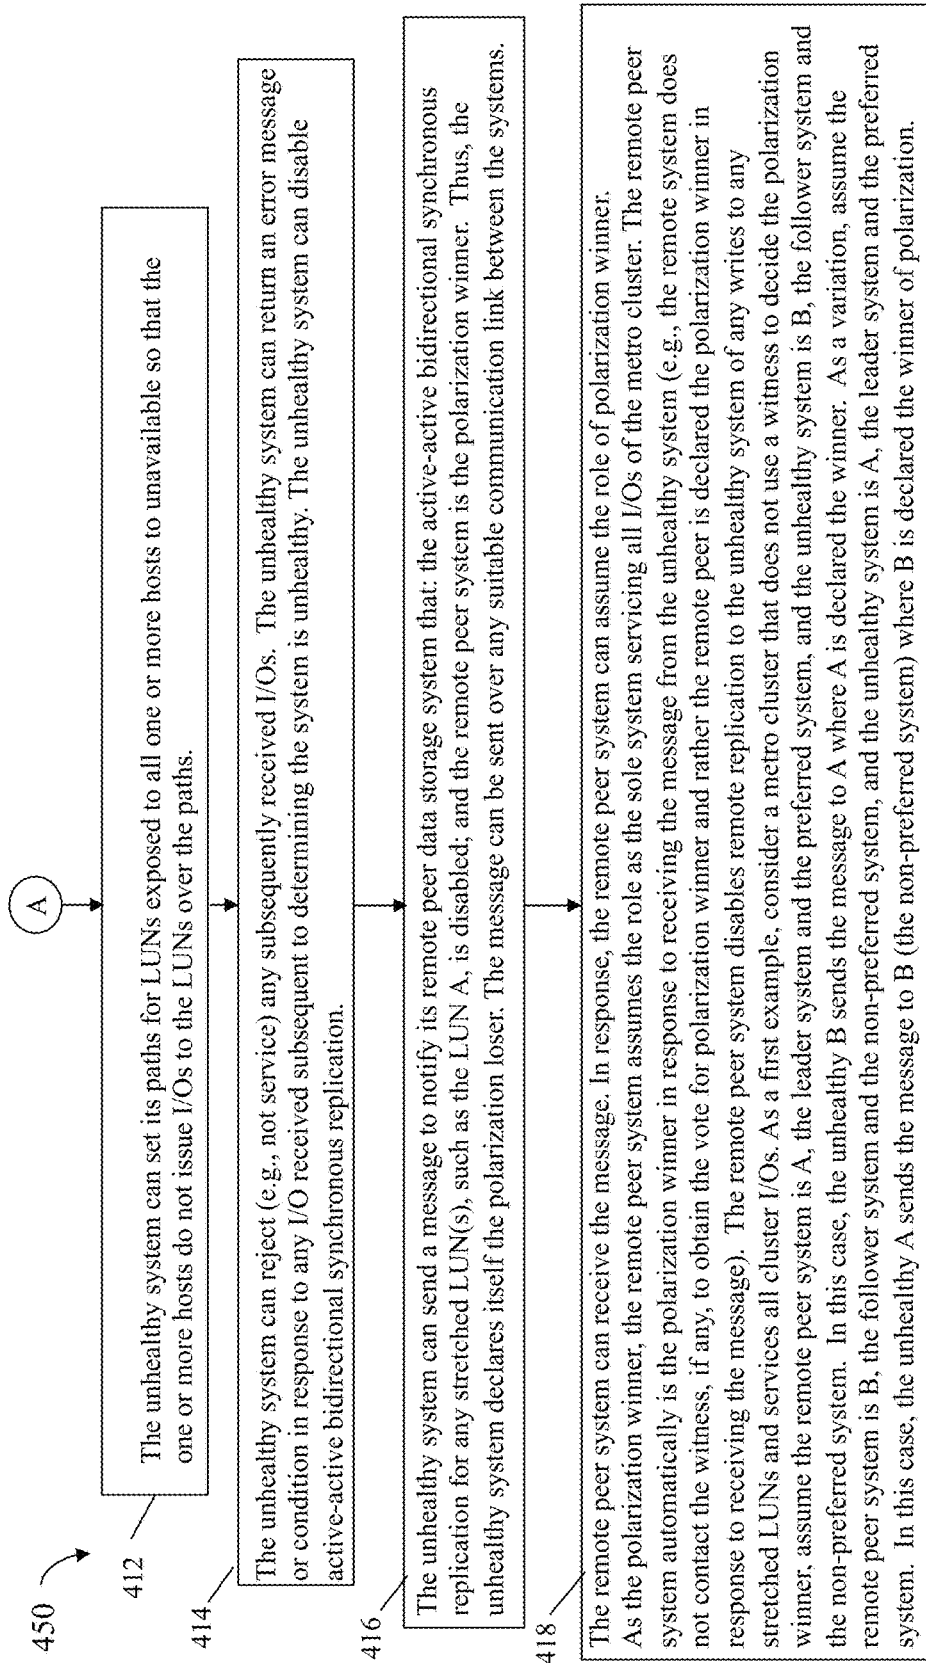 450
A
412
The unhealthy system can set its paths for LUNs exposed to all one or more hosts to unavailable so that the
one or more hosts do not issue I/Os to the LUNs over the paths.
414
The unhealthy system can reject (e.g., not service) any subsequently received I/Os. The unhealthy system can return an error message
or condition in response to any I/O received subsequent to determining the system is unhealthy. The unhealthy system can disable
active-active bidirectional synchronous replication.
416
The unhealthy system can send a message to notify its remote peer data storage system that: the active-active bidirectional synchronous
replication for any stretched LUN(s), such as the LUN A, is disabled; and the remote peer system is the polarization winner. Thus, the
unhealthy system declares itself the polarization loser. The message can be sent over any suitable communication link between the systems.
418
The remote peer system can receive the message. In response, the remote peer system can assume the role of polarization winner.
As the polarization winner, the remote peer system assumes the role as the sole system servicing all I/Os of the metro cluster. The remote peer
system automatically is the polarization winner in response to receiving the message from the unhealthy system (e.g., the remote system does
not contact the witness, if any, to obtain the vote for polarization winner and rather the remote peer is declared the polarization winner in
response to receiving the message). The remote peer system disables remote replication to the unhealthy system of any writes to any
stretched LUNs and services all cluster I/Os. As a first example, consider a metro cluster that does not use a witness to decide the polarization
winner, assume the remote peer system is A, the leader system and the preferred system, and the unhealthy system is B, the follower system and
the non-preferred system. In this case, the unhealthy B sends the message to A where A is declared the winner. As a variation, assume the
remote peer system is B, the follower system and the non-preferred system, and the unhealthy system is A, the leader system and the preferred
system. In this case, the unhealthy A sends the message to B (the non-preferred system) where B is declared the winner of polarization.